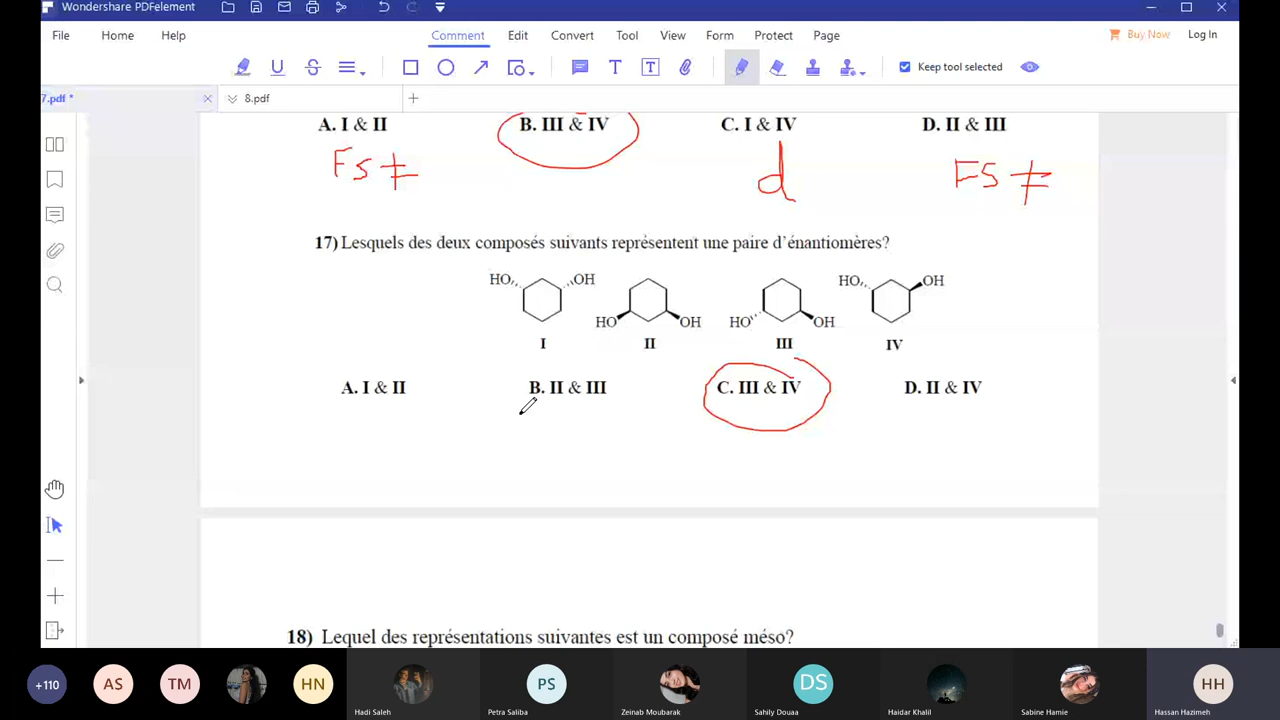 Wondershare PDFelement
File Home Help Comment Edit Convert Tool View Form Protect Page Buy Now Log In
Keep tool selected
7.pdf * 8.pdf
A. I & II B. III & IV C. I & IV D. II & III
FS ≠ d FS ≠
17) Lesquels des deux composés suivants représentent une paire d’énantiomères?
HO OH HO OH HO OH HO OH
I II III IV
A. I & II B. II & III C. III & IV D. II & IV
18) Lequel des représentations suivantes est un composé méso?
+110 AS TM HN PS DS HH
Hadi Saleh Petra Saliba Zeinab Moubarak Sahily Douaa Haidar Khalil Sabine Hamie Hassan Hazimeh